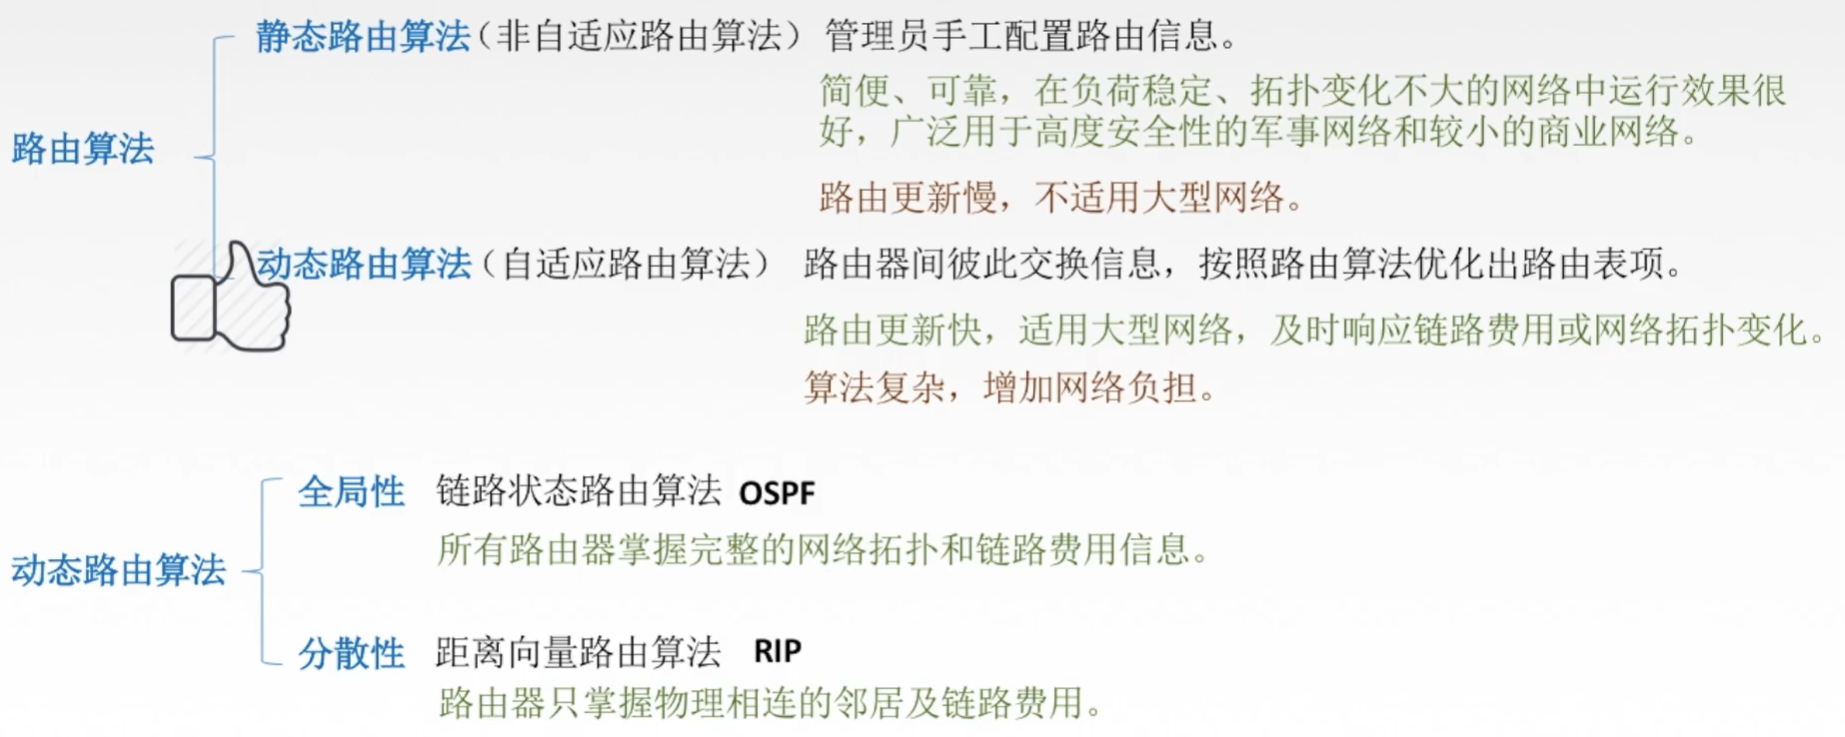 静态路由算法（非自适应路由算法） 管理员手工配置路由信息。
简便、可靠，在负荷稳定、拓扑变化不大的网络中运行效果很
好，广泛用于高度安全性的军事网络和较小的商业网络。
路由算法
路由更新慢，不适用大型网络。
动态路由算法（自适应路由算法） 路由器间彼此交换信息，按照路由算法优化出路由表项。
路由更新快，适用大型网络，及时响应链路费用或网络拓扑变化。
算法复杂，增加网络负担。
全局性 链路状态路由算法 OSPF
所有路由器掌握完整的网络拓扑和链路费用信息。
动态路由算法
分散性 距离向量路由算法 RIP
路由器只掌握物理相连的邻居及链路费用。